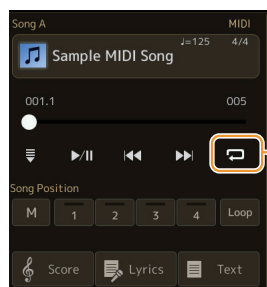 Song A MIDI
Sample MIDI Song ♩=125 4/4
001.1 005
Song Position
M 1 2 3 4 Loop
Score Lyrics Text